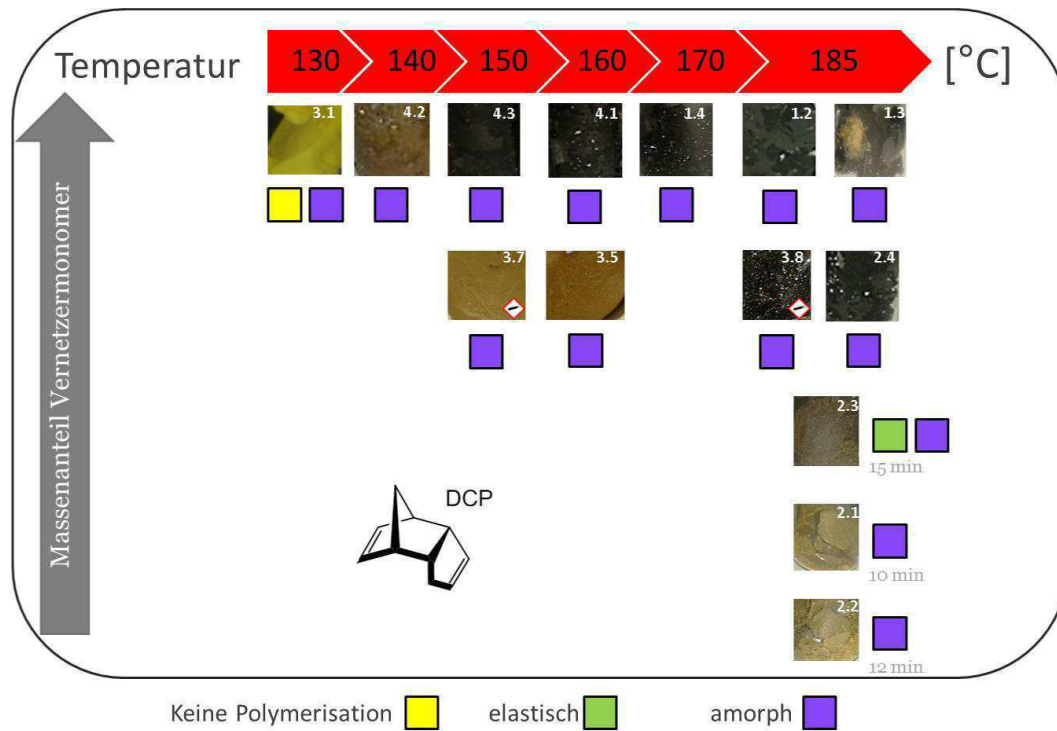 Temperatur 130 140 150 160 170 185 [°C]
3.1 4.2 4.3 4.1 1.4 1.2 1.3
3.7 3.5 3.8 2.4
Massenanteil Vernetzermonomer
2.3
15 min
DCP
2.1
10 min
2.2
12 min
Keine Polymerisation elastisch amorph